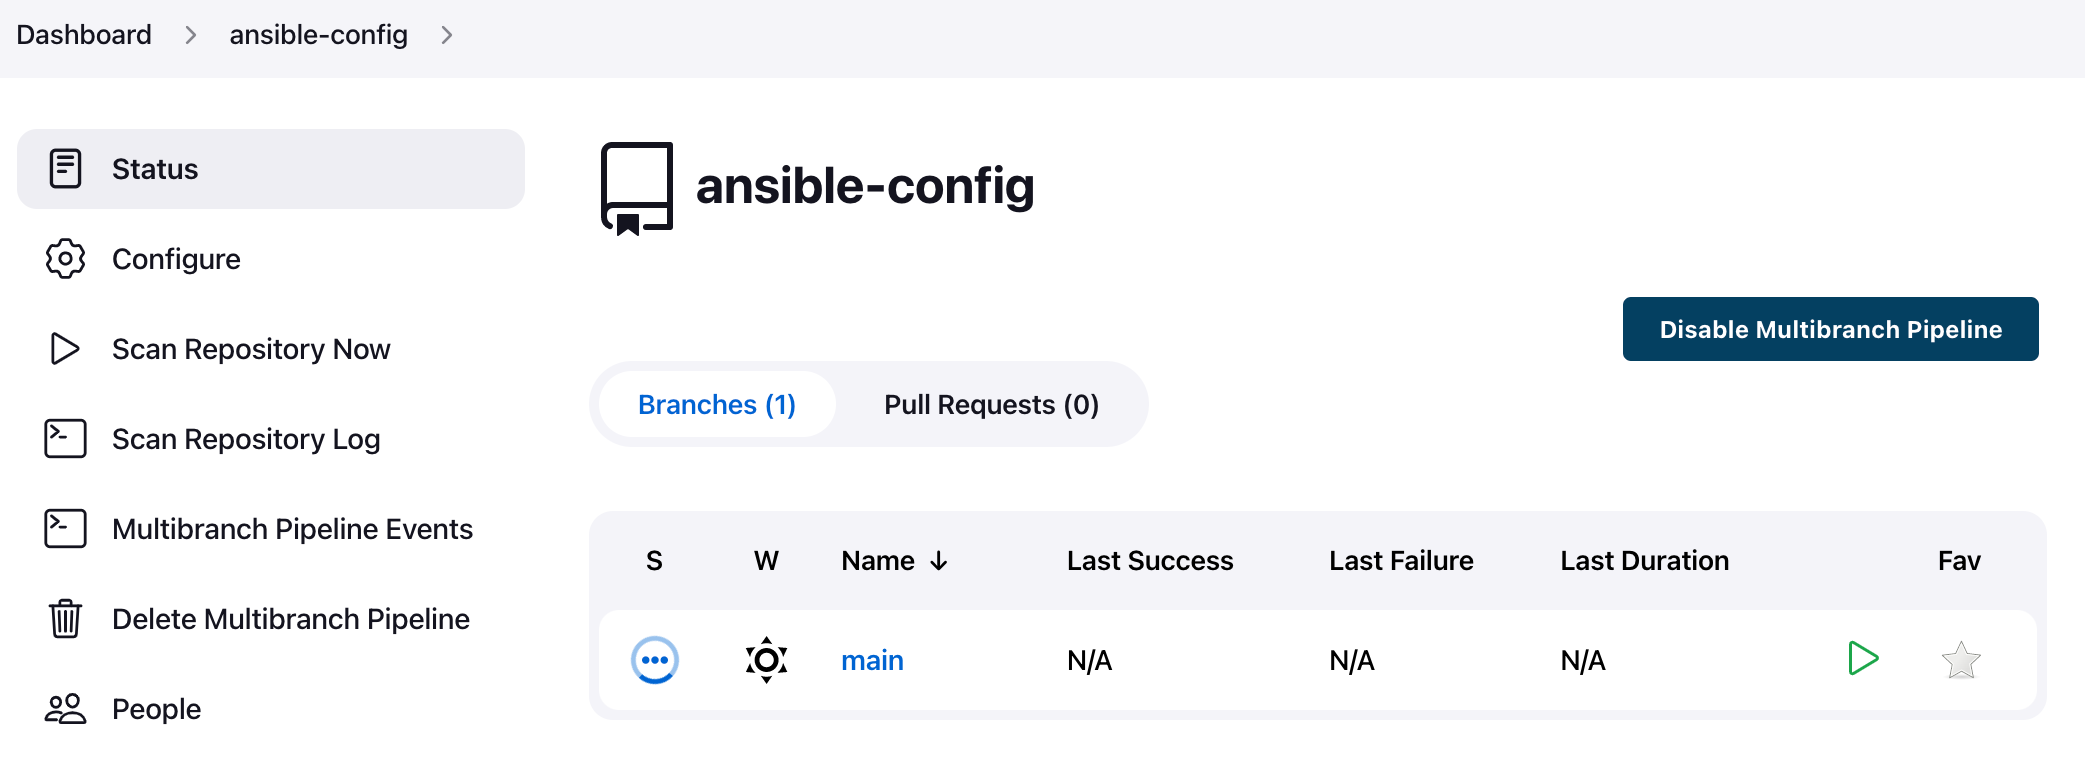 Dashboard > ansible-config >
Status
Configure
Scan Repository Now
Scan Repository Log
Multibranch Pipeline Events
Delete Multibranch Pipeline
People
ansible-config
Disable Multibranch Pipeline
Branches (1) Pull Requests (0)
S W Name ↓ Last Success Last Failure Last Duration Fav
main N/A N/A N/A